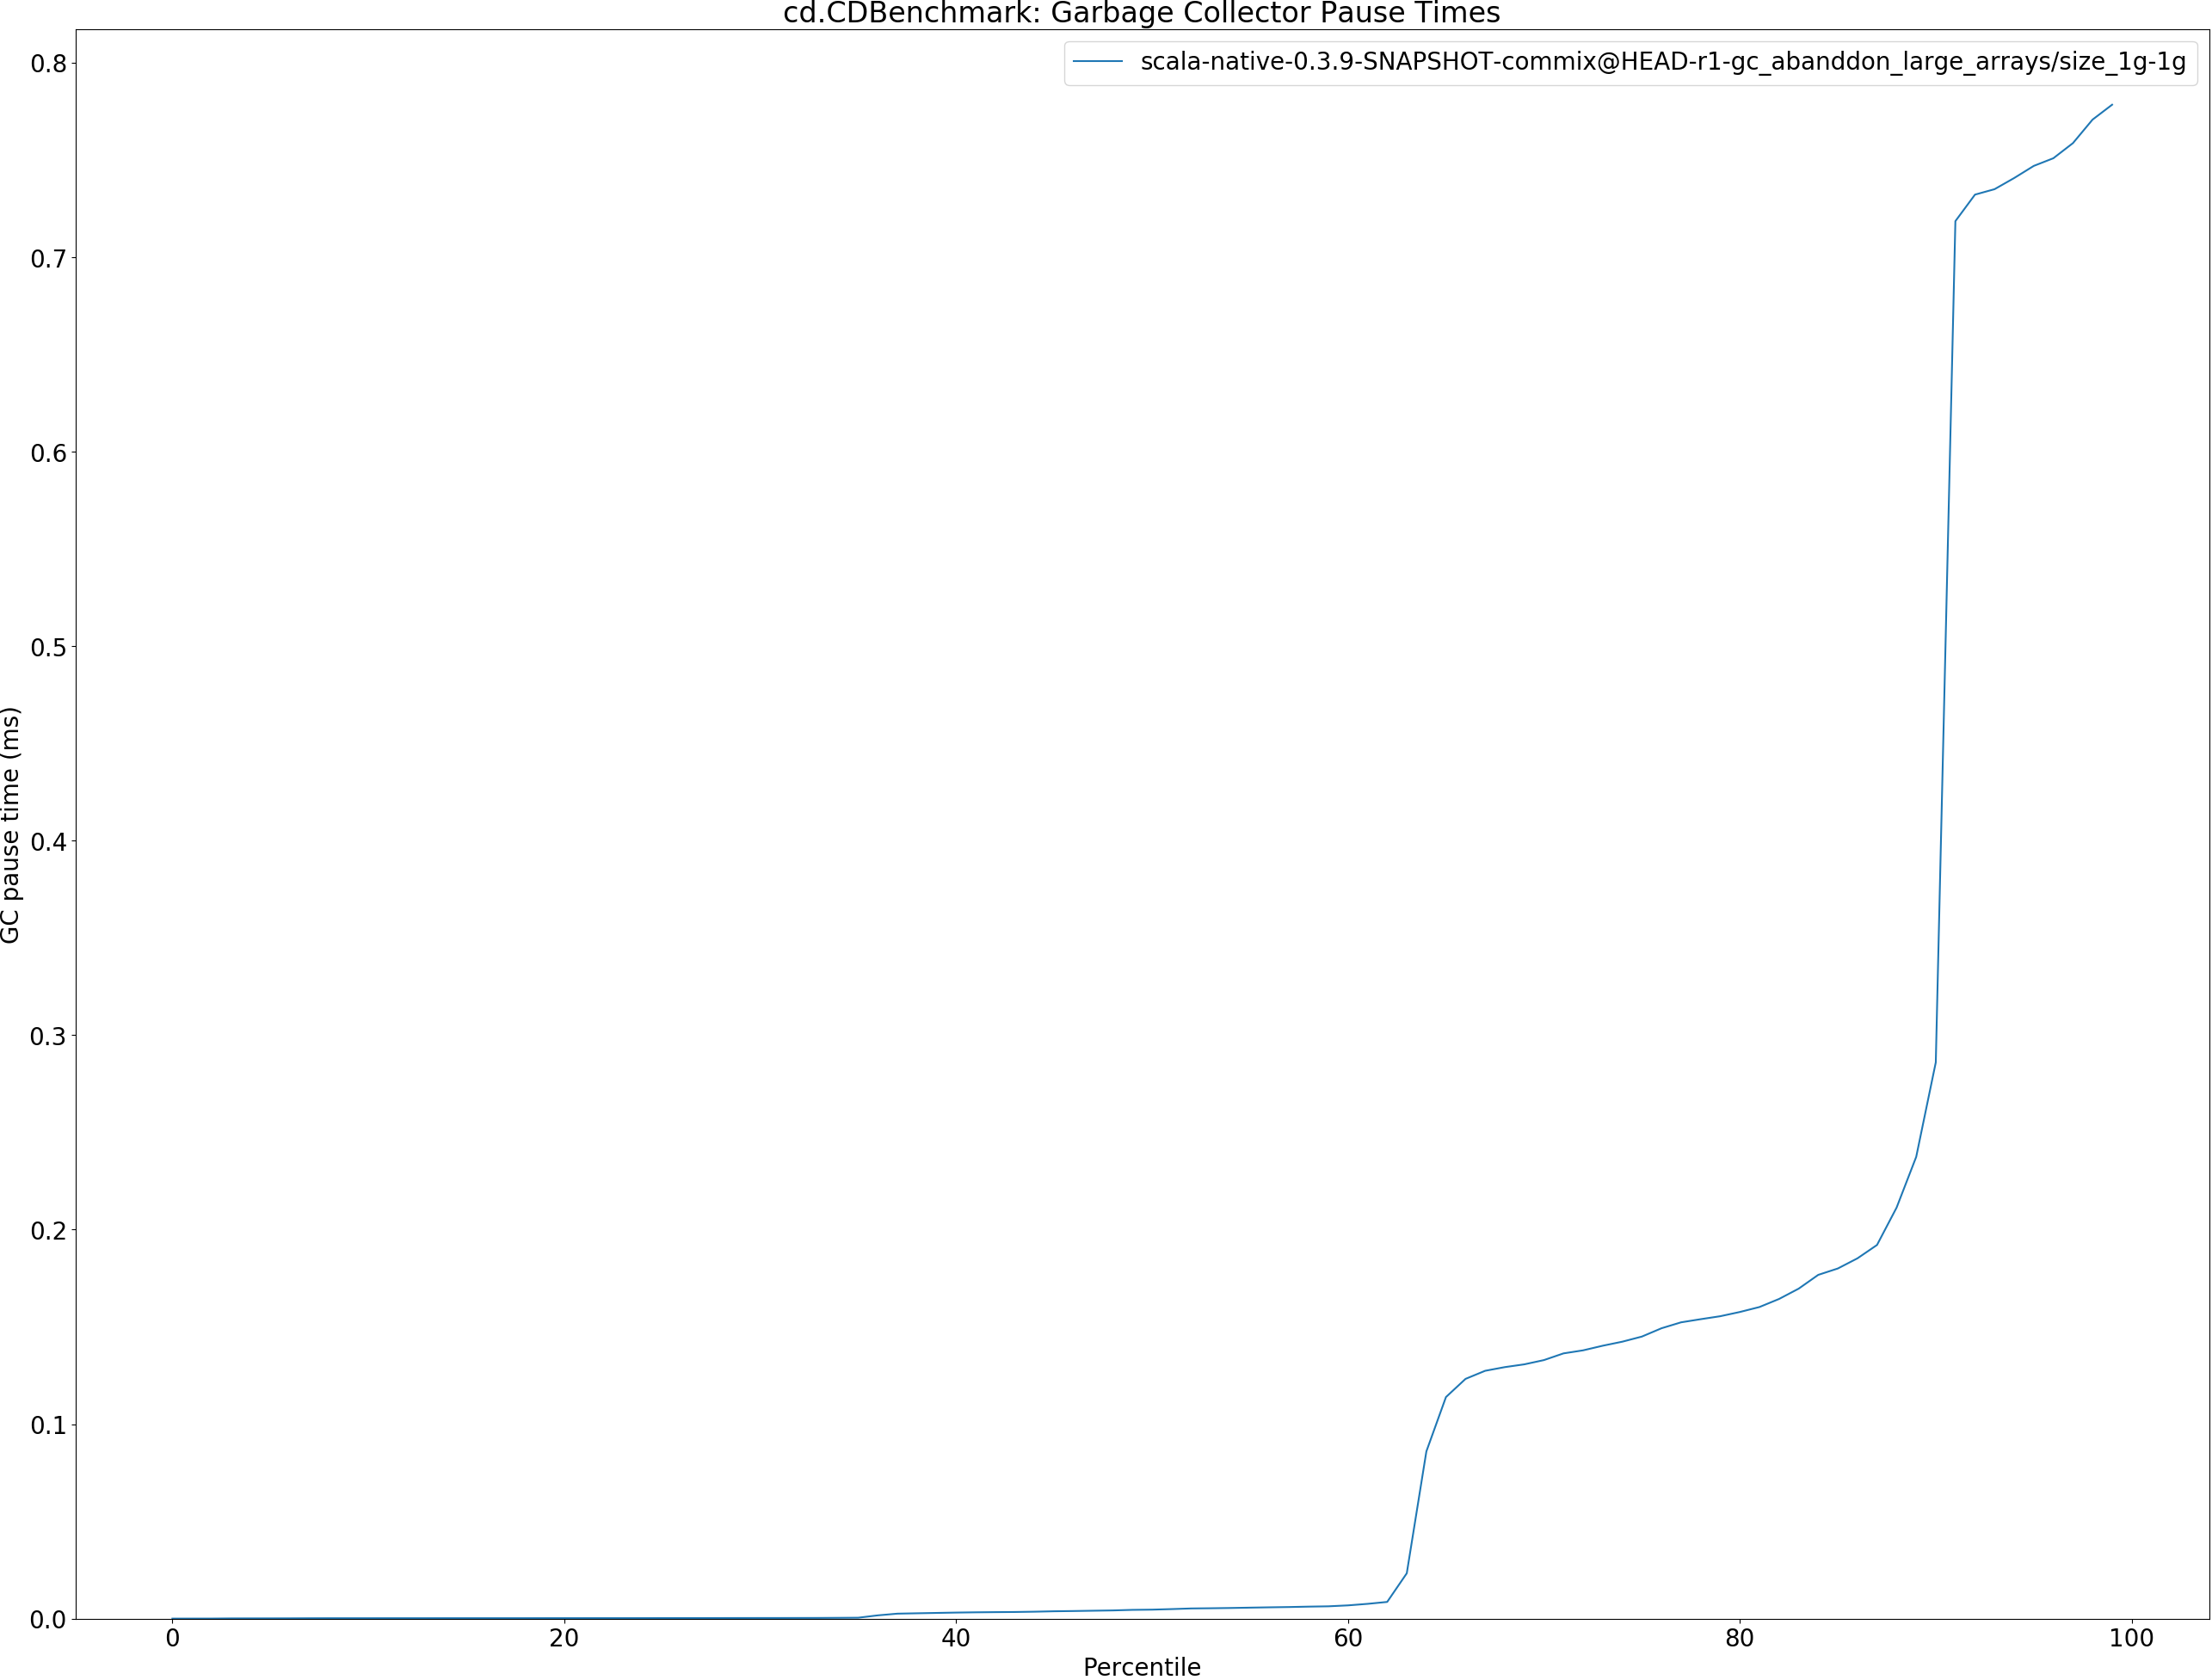 cd.CDBenchmark: Garbage Collector Pause Times
scala-native-0.3.9-SNAPSHOT-commix@HEAD-r1-gc_abanddon_large_arrays/size_1g-1g
GC pause time (ms)
0.8
0.7
0.6
0.5
0.4
0.3
0.2
0.1
0.0
0 20 40 60 80 100
Percentile